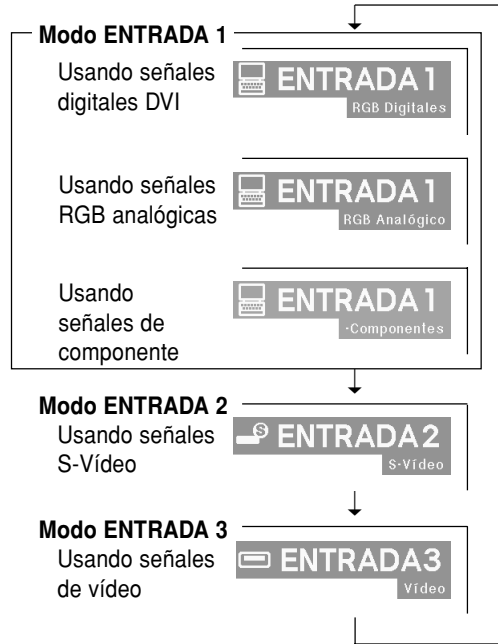 Modo ENTRADA 1
Usando señales
digitales DVI
ENTRADA 1
RGB Digitales
Usando señales
RGB analógicas
ENTRADA 1
RGB Analógico
Usando
señales de
componente
ENTRADA 1
·Componentes
Modo ENTRADA 2
Usando señales
S-Vídeo
S ENTRADA 2
S-Vídeo
Modo ENTRADA 3
Usando señales
de vídeo
ENTRADA3
Vídeo